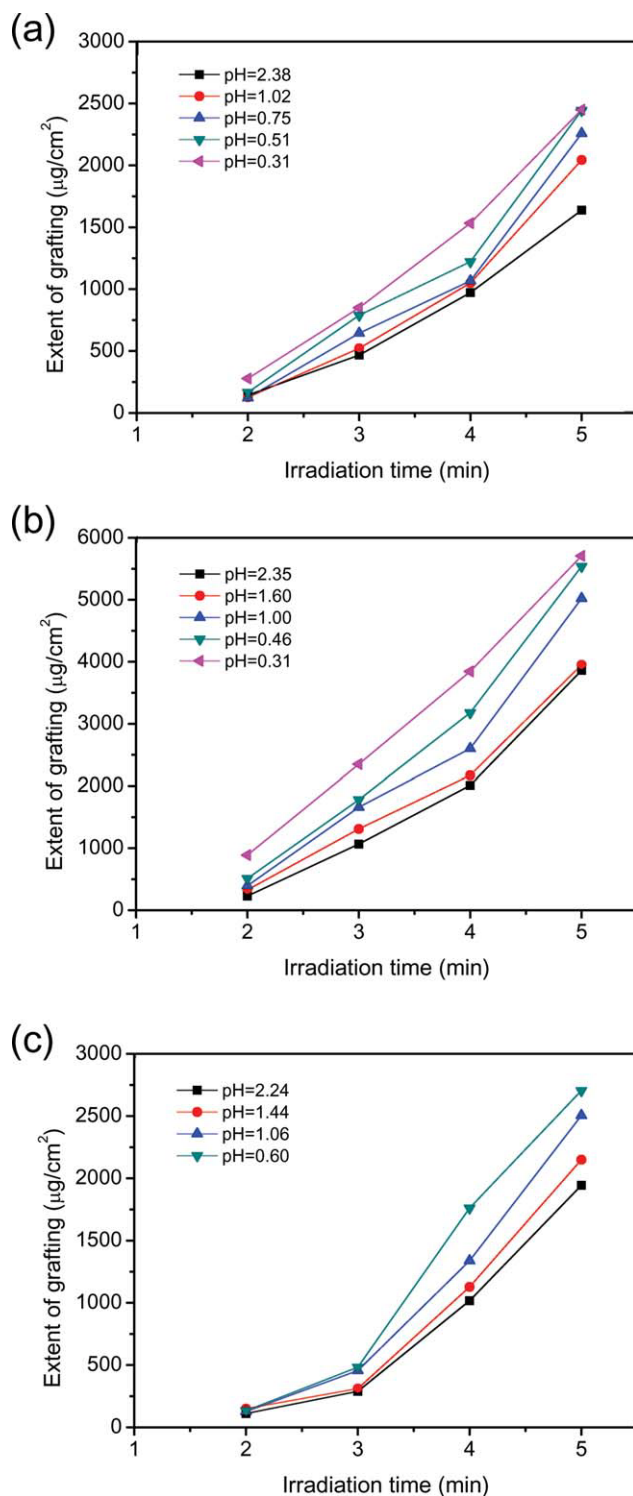 (a)
3000
2500
2000
1500
1000
500
0
Extent of grafting (μg/cm²)
pH=2.38
pH=1.02
pH=0.75
pH=0.51
pH=0.31
1 2 3 4 5
Irradiation time (min)
(b)
6000
5000
4000
3000
2000
1000
0
Extent of grafting (μg/cm²)
pH=2.35
pH=1.60
pH=1.00
pH=0.46
pH=0.31
1 2 3 4 5
Irradiation time (min)
(c)
3000
2500
2000
1500
1000
500
0
Extent of grafting (μg/cm²)
pH=2.24
pH=1.44
pH=1.06
pH=0.60
1 2 3 4 5
Irradiation time (min)